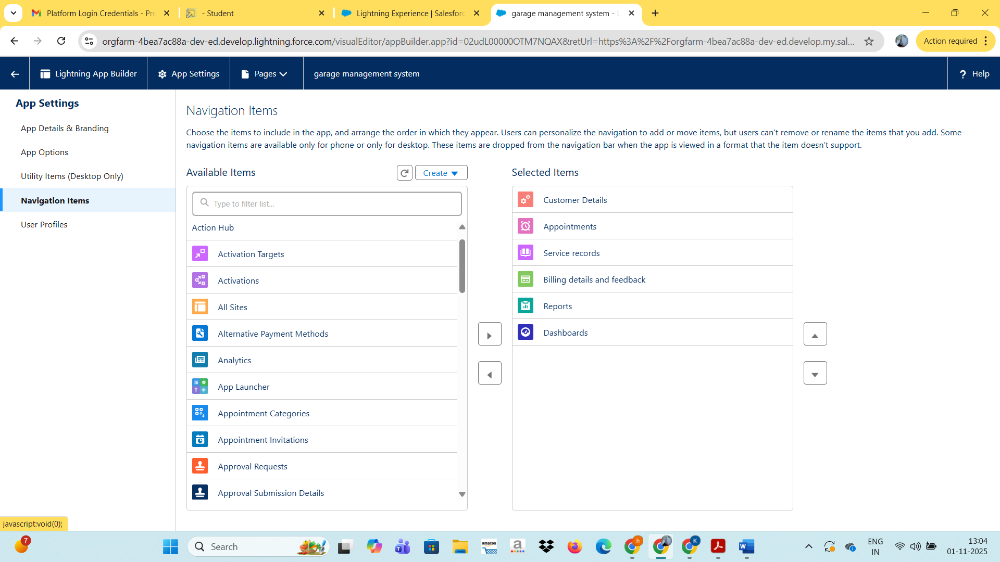 Platform Login Credentials - Pro
- Student
Lightning Experience | Salesforc
garage management system - L
orgfarm-4bea7ac88a-dev-ed.develop.lightning.force.com/visualEditor/appBuilder.app?id=02udL00000OTM7NQAX&retUrl=https%3A%2F%2Forgfarm-4bea7ac88a-dev-ed.develop.my.sal...
Action required
Lightning App Builder
App Settings
Pages
garage management system
? Help
App Settings
App Details & Branding
App Options
Utility Items (Desktop Only)
Navigation Items
User Profiles
Navigation Items
Choose the items to include in the app, and arrange the order in which they appear. Users can personalize the navigation to add or move items, but users can't remove or rename the items that you add. Some
navigation items are available only for phone or only for desktop. These items are dropped from the navigation bar when the app is viewed in a format that the item doesn't support.
Available Items
Create
Type to filter list...
Action Hub
Activation Targets
Activations
All Sites
Alternative Payment Methods
Analytics
App Launcher
Appointment Categories
Appointment Invitations
Approval Requests
Approval Submission Details
Selected Items
Customer Details
Appointments
Service records
Billing details and feedback
Reports
Dashboards
javascript:void(0);
7
Search
amazon
a
h
K
W
ENG
IN
13:04
01-11-2025